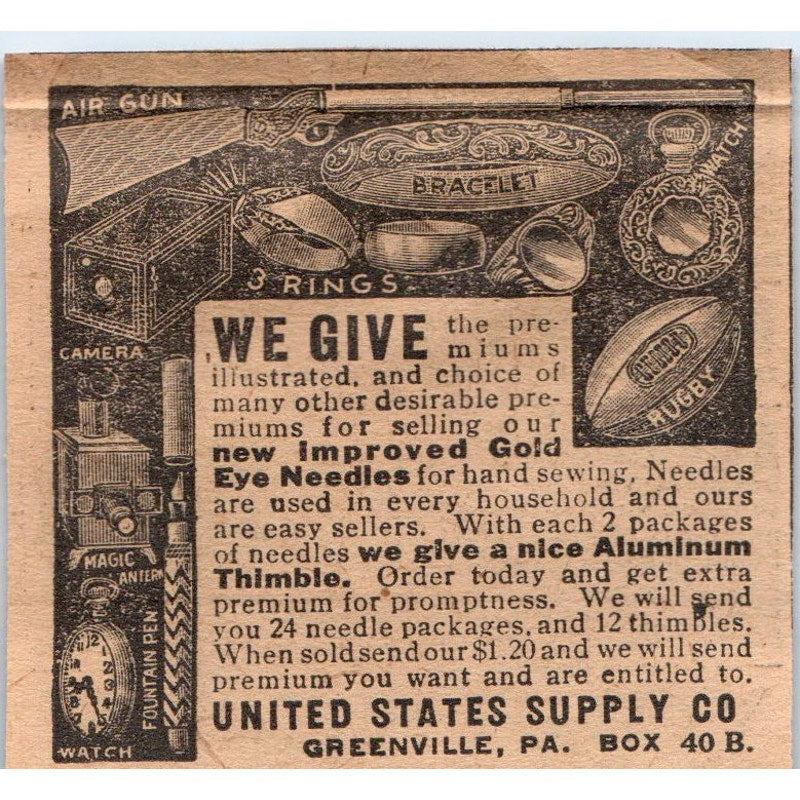 AIR GUN
BRACELET
WATCH
3 RINGS
CAMERA
RUGBY
WE GIVE the pre-
miums
illustrated, and choice of
many other desirable pre-
miums for selling our
new Improved Gold
Eye Needles for hand sewing, Needles
are used in every household and ours
are easy sellers. With each 2 packages
of needles we give a nice Aluminum
Thimble. Order today and get extra
premium for promptness. We will send
you 24 needle packages, and 12 thimbles.
When sold send our $1.20 and we will send
premium you want and are entitled to.
UNITED STATES SUPPLY CO
GREENVILLE, PA. BOX 40 B.
MAGIC
LANTERN
FOUNTAIN PEN
WATCH